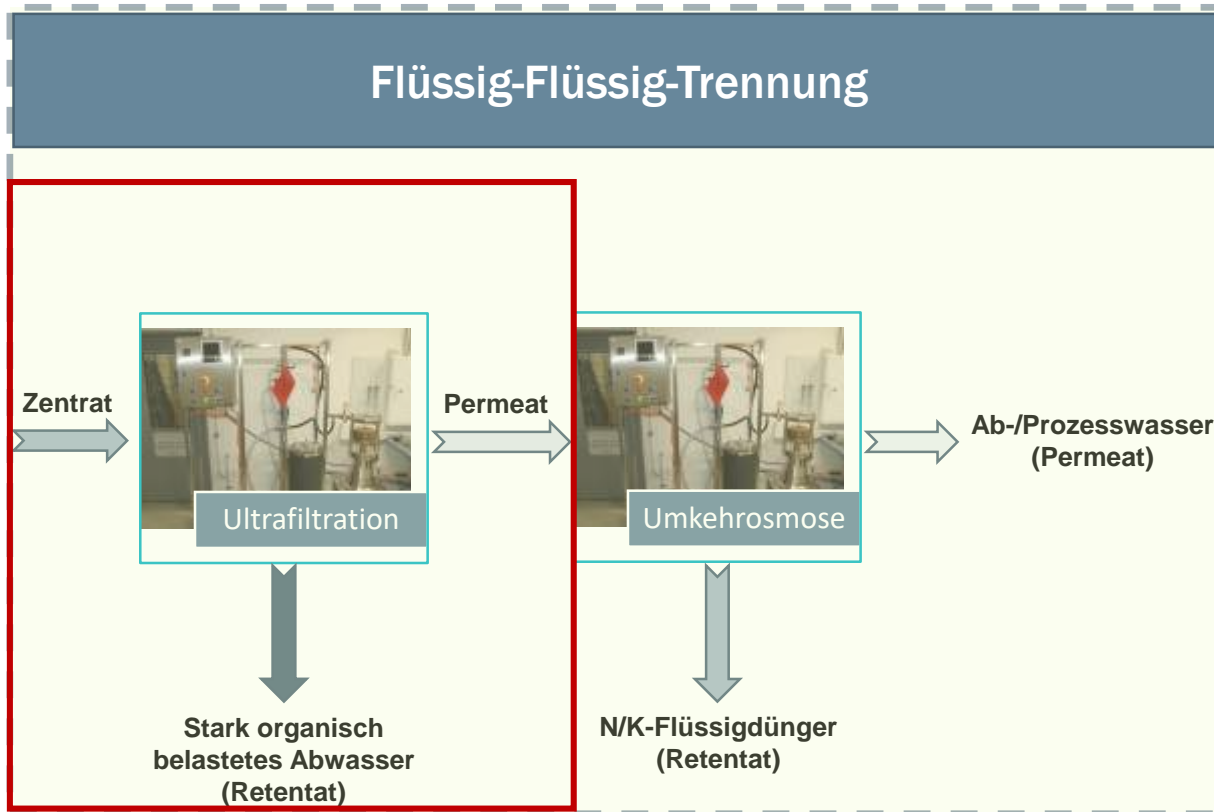 Flüssig-Flüssig-Trennung
Zentrat
Ultrafiltration
Permeat
Umkehrosmose
Ab-/Prozesswasser
(Permeat)
Stark organisch
belastetes Abwasser
(Retentat)
N/K-Flüssigdünger
(Retentat)